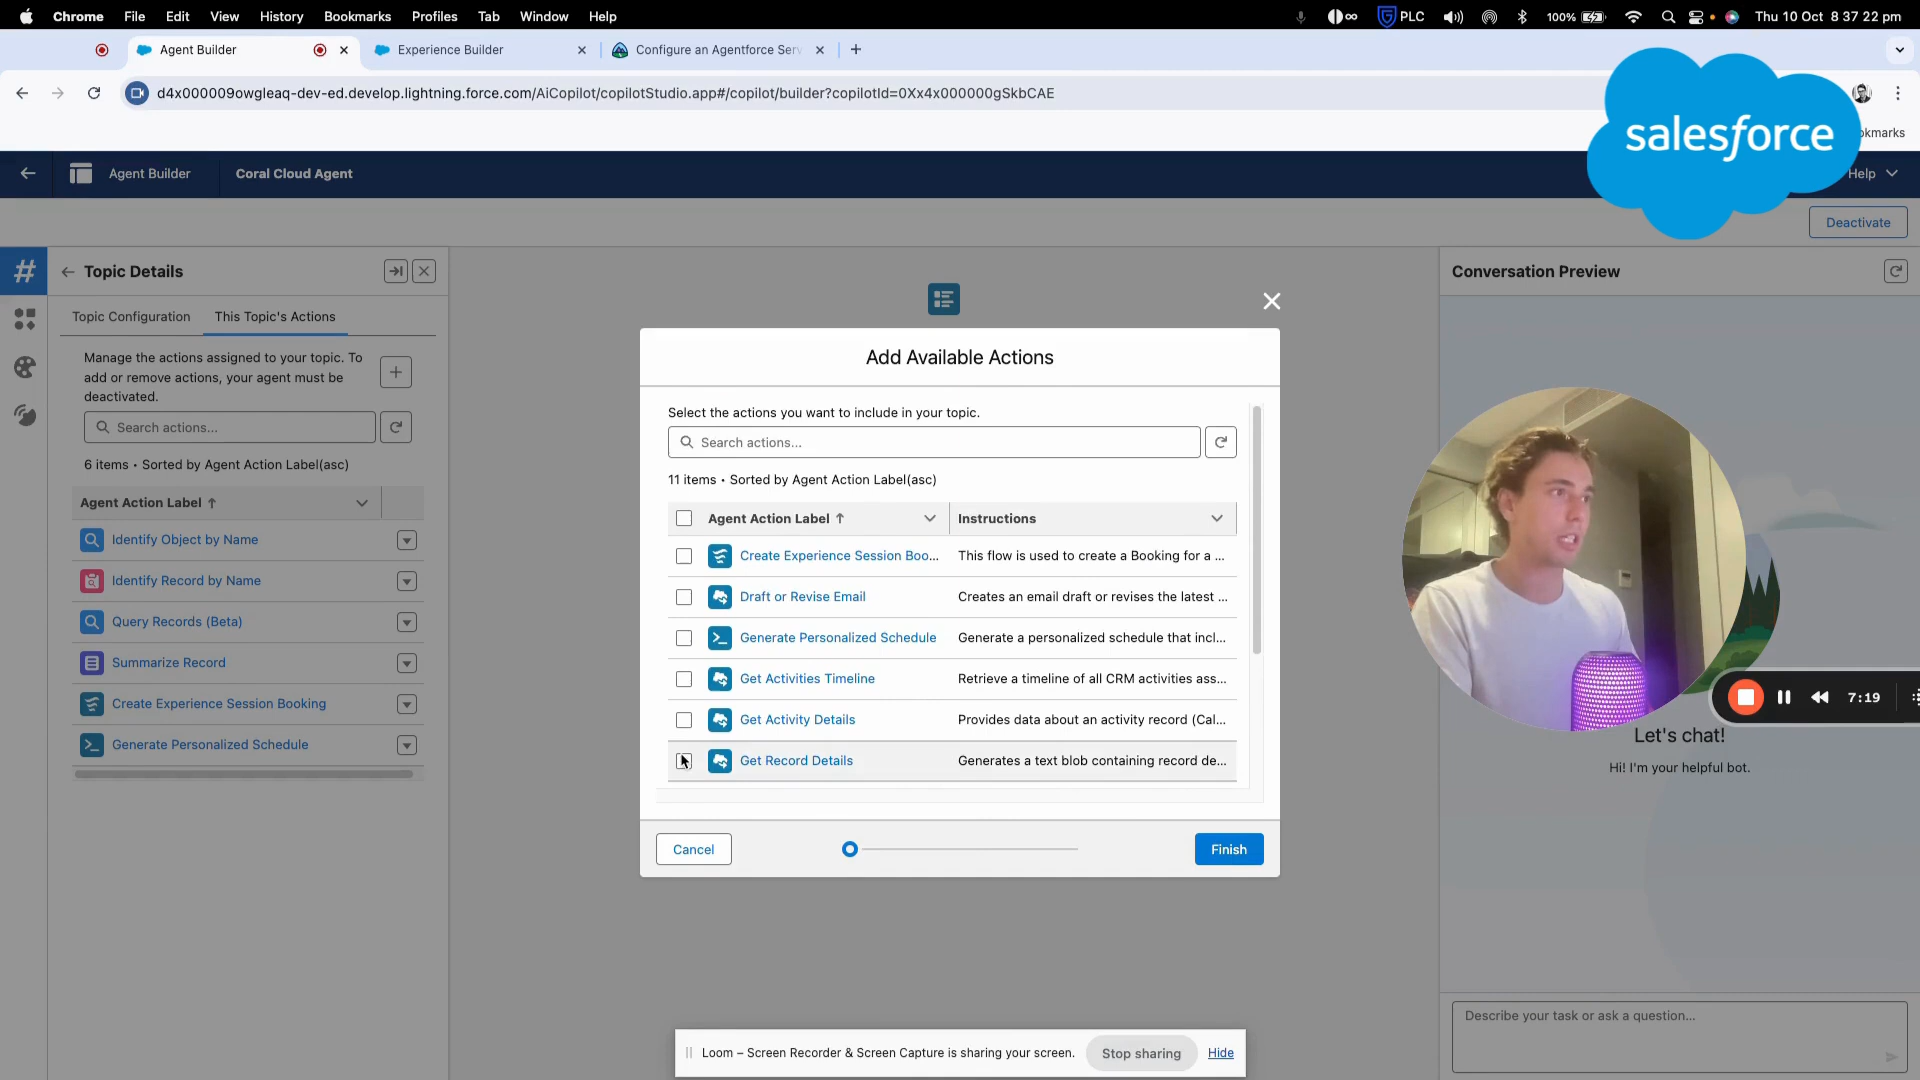 Chrome File Edit View History Bookmarks Profiles Tab Window Help
PLC 100% Thu 10 Oct 8 37 22 pm
Agent Builder Experience Builder Configure an Agentforce Serv
d4x000009owgleaq-dev-ed.develop.lightning.force.com/AiCopilot/copilotStudio.app#/copilot/builder?copilotId=0Xx4x000000gSkbCAE
okmarks
salesforce
Agent Builder Coral Cloud Agent Help
Deactivate
Topic Details
Topic Configuration This Topic's Actions
Manage the actions assigned to your topic. To
add or remove actions, your agent must be
deactivated.
Search actions...
6 items • Sorted by Agent Action Label(asc)
Agent Action Label ↑
Identify Object by Name
Identify Record by Name
Query Records (Beta)
Summarize Record
Create Experience Session Booking
Generate Personalized Schedule
Add Available Actions
Select the actions you want to include in your topic.
Search actions...
11 items • Sorted by Agent Action Label(asc)
Agent Action Label ↑ Instructions
Create Experience Session Boo... This flow is used to create a Booking for a ...
Draft or Revise Email Creates an email draft or revises the latest ...
Generate Personalized Schedule Generate a personalized schedule that incl...
Get Activities Timeline Retrieve a timeline of all CRM activities ass...
Get Activity Details Provides data about an activity record (Cal...
Get Record Details Generates a text blob containing record de...
Cancel Finish
Conversation Preview
7:19
Let's chat!
Hi! I'm your helpful bot.
Describe your task or ask a question...
Loom – Screen Recorder & Screen Capture is sharing your screen. Stop sharing Hide